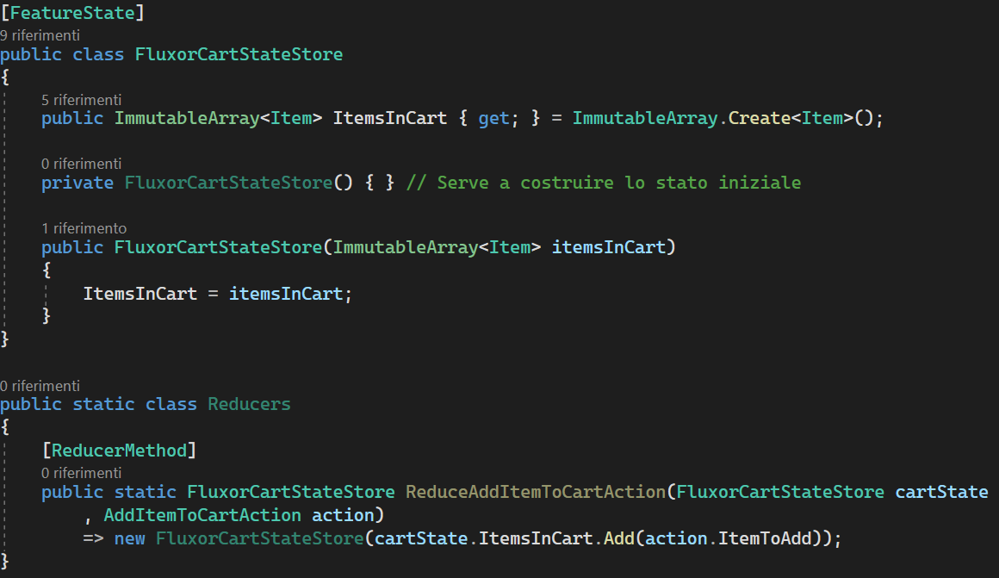 [FeatureState]
9 riferimenti
public class FluxorCartStateStore
{
5 riferimenti
public ImmutableArray<Item> ItemsInCart { get; } = ImmutableArray.Create<Item>();
0 riferimenti
private FluxorCartStateStore() { } // Serve a costruire lo stato iniziale
1 riferimento
public FluxorCartStateStore(ImmutableArray<Item> itemsInCart)
{
ItemsInCart = itemsInCart;
}
}
0 riferimenti
public static class Reducers
{
[ReducerMethod]
0 riferimenti
public static FluxorCartStateStore ReduceAddItemToCartAction(FluxorCartStateStore cartState
, AddItemToCartAction action)
=> new FluxorCartStateStore(cartState.ItemsInCart.Add(action.ItemToAdd));
}